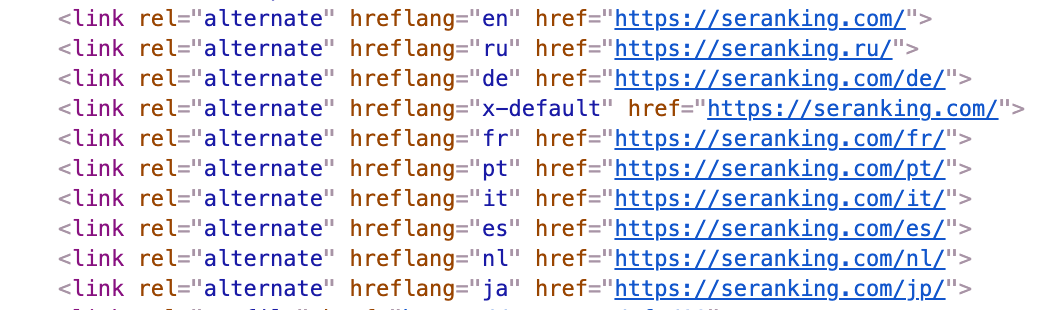 <link rel="alternate" hreflang="en" href="https://seranking.com/">
<link rel="alternate" hreflang="ru" href="https://seranking.ru/">
<link rel="alternate" hreflang="de" href="https://seranking.com/de/">
<link rel="alternate" hreflang="x-default" href="https://seranking.com/">
<link rel="alternate" hreflang="fr" href="https://seranking.com/fr/">
<link rel="alternate" hreflang="pt" href="https://seranking.com/pt/">
<link rel="alternate" hreflang="it" href="https://seranking.com/it/">
<link rel="alternate" hreflang="es" href="https://seranking.com/es/">
<link rel="alternate" hreflang="nl" href="https://seranking.com/nl/">
<link rel="alternate" hreflang="ja" href="https://seranking.com/jp/">